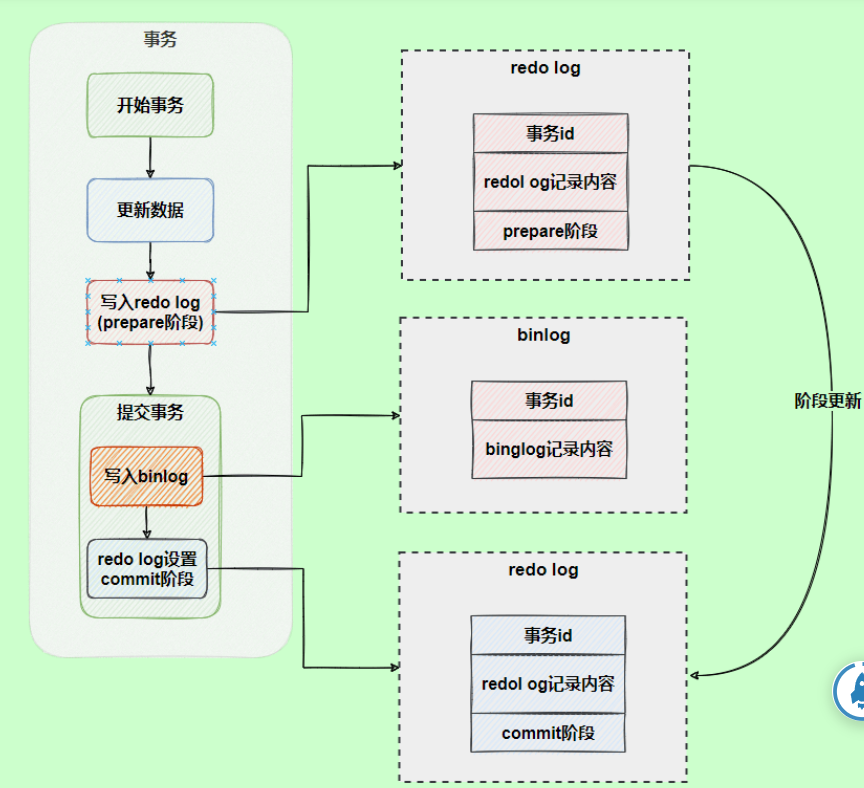 事务
开始事务
更新数据
写入redo log
(prepare阶段)
提交事务
写入binlog
redo log设置
commit阶段
redo log
事务id
redol og记录内容
prepare阶段
binlog
事务id
binglog记录内容
redo log
事务id
redol og记录内容
commit阶段
阶段更新